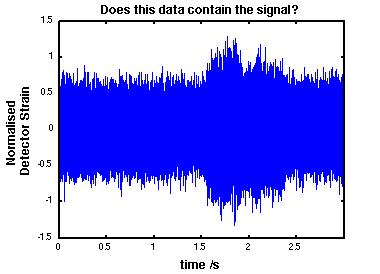 Does this data contain the signal?
1.5
1
0.5
0
-0.5
-1
-1.5
Normalised
Detector Strain
0 0.5 1 1.5 2 2.5
time /s